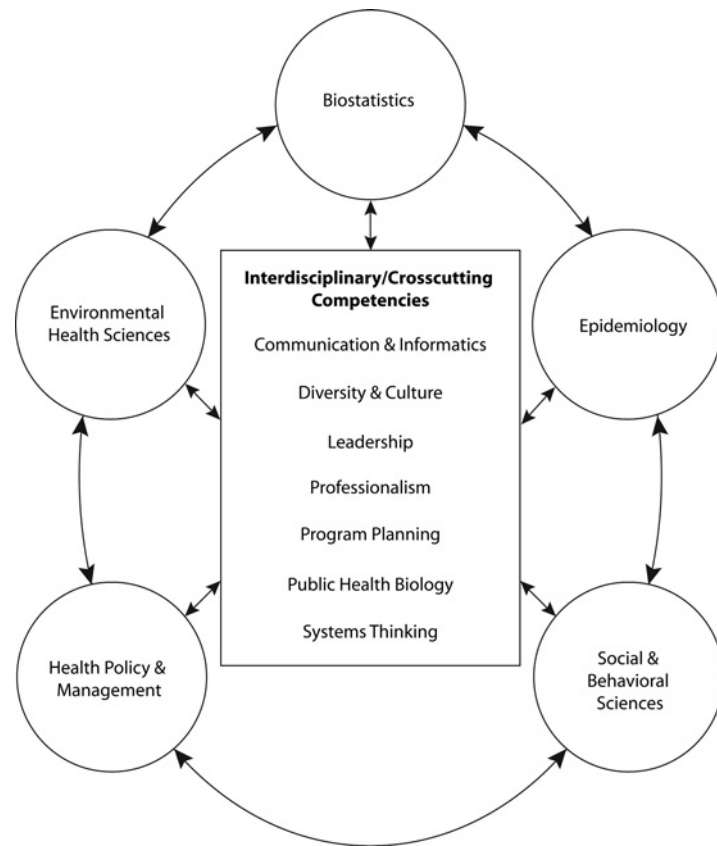 Biostatistics
Environmental
Health Sciences
Interdisciplinary/Crosscutting
Competencies
Communication & Informatics
Diversity & Culture
Leadership
Professionalism
Program Planning
Public Health Biology
Systems Thinking
Epidemiology
Health Policy &
Management
Social &
Behavioral
Sciences